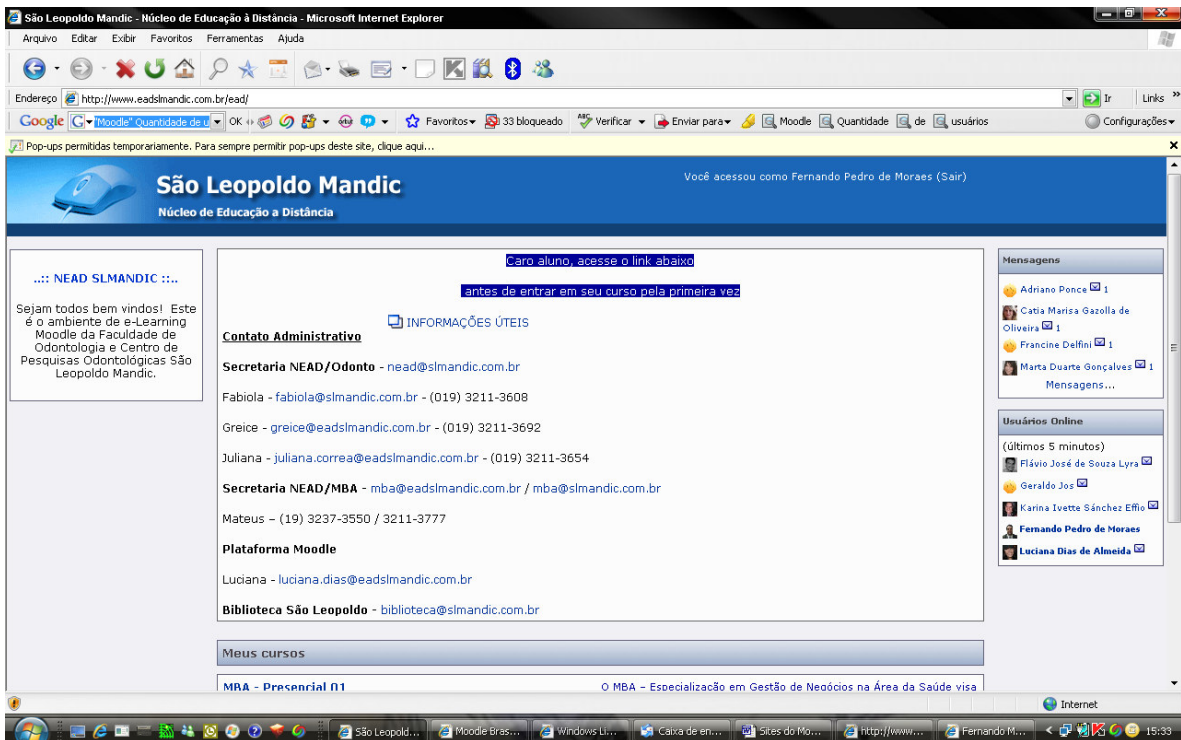 São Leopoldo Mandic - Núcleo de Educação à Distância - Microsoft Internet Explorer
Arquivo Editar Exibir Favoritos Ferramentas Ajuda
Endereço http://www.eadslmandic.com.br/ead/ Ir Links »
Google "Moodle" Quantidade de u OK Favoritos 33 bloqueado Verificar Enviar para Moodle Quantidade de usuários Configurações
Pop-ups permitidas temporariamente. Para sempre permitir pop-ups deste site, clique aqui...
São Leopoldo Mandic
Núcleo de Educação a Distância
Você acessou como Fernando Pedro de Moraes (Sair)
..:: NEAD SLMANDIC ::..
Sejam todos bem vindos! Este
é o ambiente de e-Learning
Moodle da Faculdade de
Odontologia e Centro de
Pesquisas Odontológicas São
Leopoldo Mandic.
Caro aluno, acesse o link abaixo
antes de entrar em seu curso pela primeira vez
INFORMAÇÕES ÚTEIS
Contato Administrativo
Secretaria NEAD/Odonto - nead@slmandic.com.br
Fabiola - fabiola@slmandic.com.br - (019) 3211-3608
Greice - greice@eadslmandic.com.br - (019) 3211-3692
Juliana - juliana.correa@eadslmandic.com.br - (019) 3211-3654
Secretaria NEAD/MBA - mba@eadslmandic.com.br / mba@slmandic.com.br
Mateus – (19) 3237-3550 / 3211-3777
Plataforma Moodle
Luciana - luciana.dias@eadslmandic.com.br
Biblioteca São Leopoldo - biblioteca@slmandic.com.br
Meus cursos
MBA - Presencial 01 O MBA – Especialização em Gestão de Negócios na Área da Saúde visa
Mensagens
Adriano Ponce 1
Catia Marisa Gazolla de
Oliveira 1
Francine Delfini 1
Marta Duarte Gonçalves 1
Mensagens...
Usuários Online
(últimos 5 minutos)
Flávio José de Souza Lyra
Geraldo Jos
Karina Ivette Sánchez Effio
Fernando Pedro de Moraes
Luciana Dias de Almeida
Internet
São Leopold... Moodle Bras... Windows Li... Caixa de en... Sites do Mo... http://www... Fernando M... 15:33